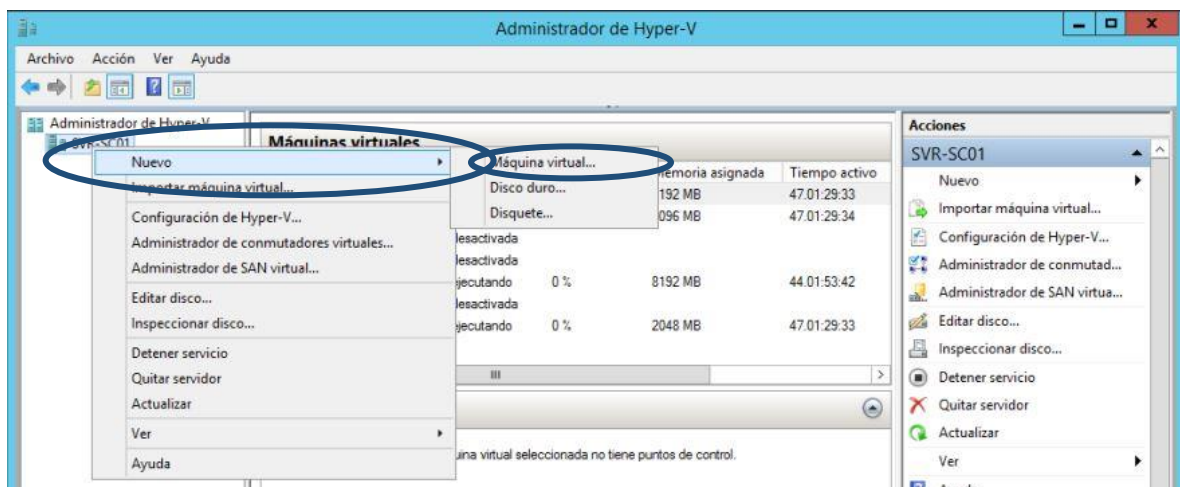 Administrador de Hyper-V
Archivo Acción Ver Ayuda
Administrador de Hyper-V
SVR-SC01
Nuevo
Importar máquina virtual...
Configuración de Hyper-V...
Administrador de conmutadores virtuales...
Administrador de SAN virtual...
Editar disco...
Inspeccionar disco...
Detener servicio
Quitar servidor
Actualizar
Ver
Ayuda
Máquinas virtuales
Máquina virtual...
Disco duro...
Disquete...
memoria asignada Tiempo activo
192 MB 47.01:29:33
096 MB 47.01:29:34
desactivada
desactivada
ejecutando 0 % 8192 MB 44.01:53:42
desactivada
ejecutando 0 % 2048 MB 47.01:29:33
uina virtual seleccionada no tiene puntos de control.
Acciones
SVR-SC01
Nuevo
Importar máquina virtual...
Configuración de Hyper-V...
Administrador de conmutad...
Administrador de SAN virtua...
Editar disco...
Inspeccionar disco...
Detener servicio
Quitar servidor
Actualizar
Ver